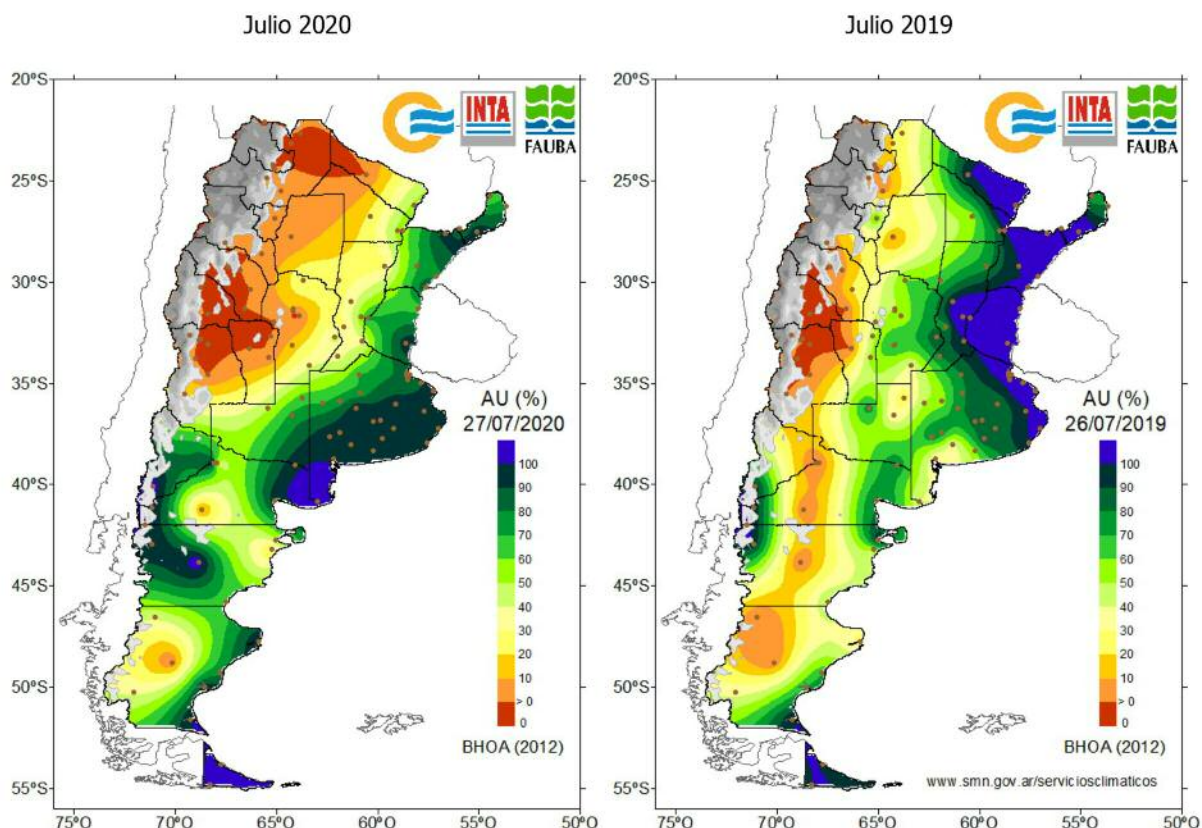 Julio 2020
20°S
25°S
30°S
35°S
40°S
45°S
50°S
55°S
75°O
70°O
65°O
60°O
55°O
50°O
INTA
FAUBA
AU (%)
27/07/2020
100
90
80
70
60
50
40
30
20
10
> 0
0
BHOA (2012)
Julio 2019
20°S
25°S
30°S
35°S
40°S
45°S
50°S
55°S
75°O
70°O
65°O
60°O
55°O
50°O
INTA
FAUBA
AU (%)
26/07/2019
100
90
80
70
60
50
40
30
20
10
> 0
0
BHOA (2012)
www.smn.gov.ar/serviciosclimaticos